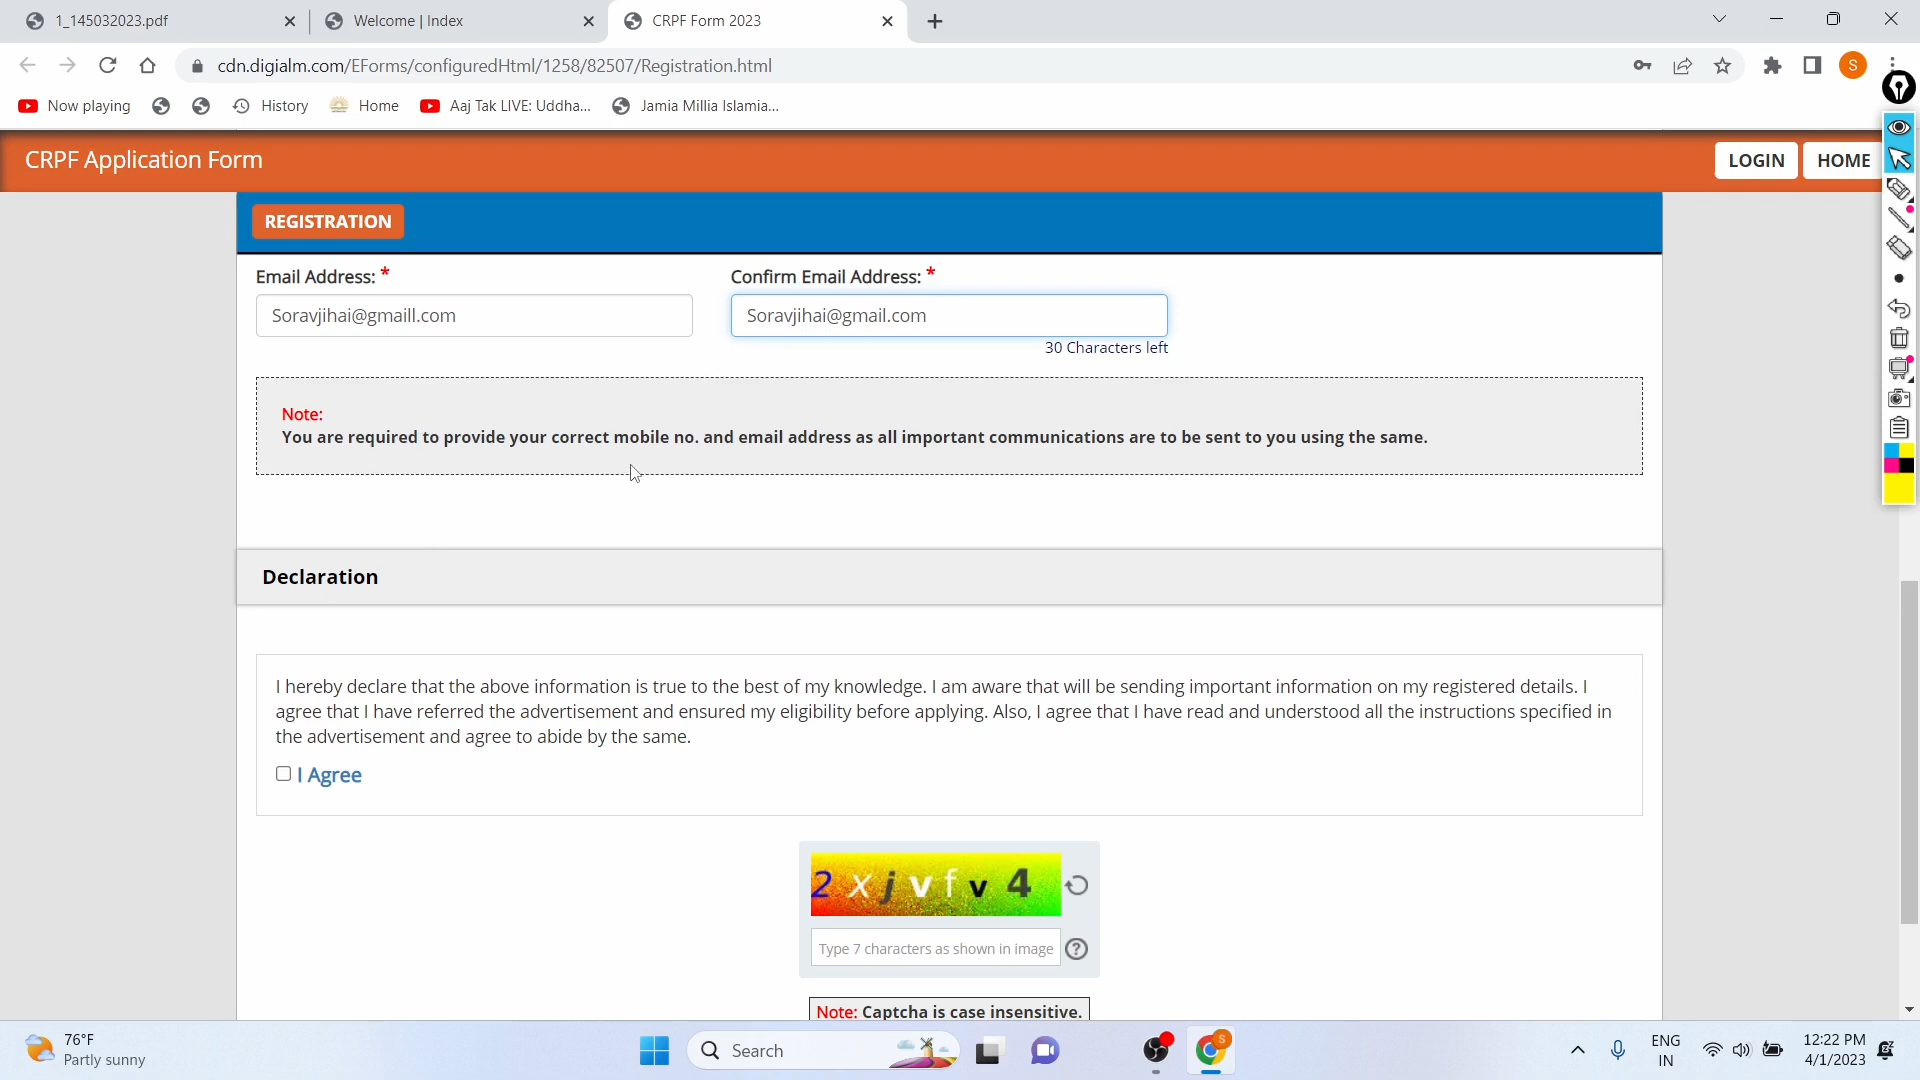 1_145032023.pdf
Welcome | Index
CRPF Form 2023
cdn.digialm.com/EForms/configuredHtml/1258/82507/Registration.html
S
Now playing
History
Home
Aaj Tak LIVE: Uddha...
Jamia Millia Islamia...
CRPF Application Form
LOGIN
HOME
REGISTRATION
Email Address: *
Confirm Email Address: *
Soravjihai@gmaill.com
Soravjihai@gmail.com
30 Characters left
Note:
You are required to provide your correct mobile no. and email address as all important communications are to be sent to you using the same.
Declaration
I hereby declare that the above information is true to the best of my knowledge. I am aware that will be sending important information on my registered details. I
agree that I have referred the advertisement and ensured my eligibility before applying. Also, I agree that I have read and understood all the instructions specified in
the advertisement and agree to abide by the same.
I Agree
2 x j v f v 4
Type 7 characters as shown in image
Note: Captcha is case insensitive.
76°F
Partly sunny
Search
S
ENG
IN
12:22 PM
4/1/2023